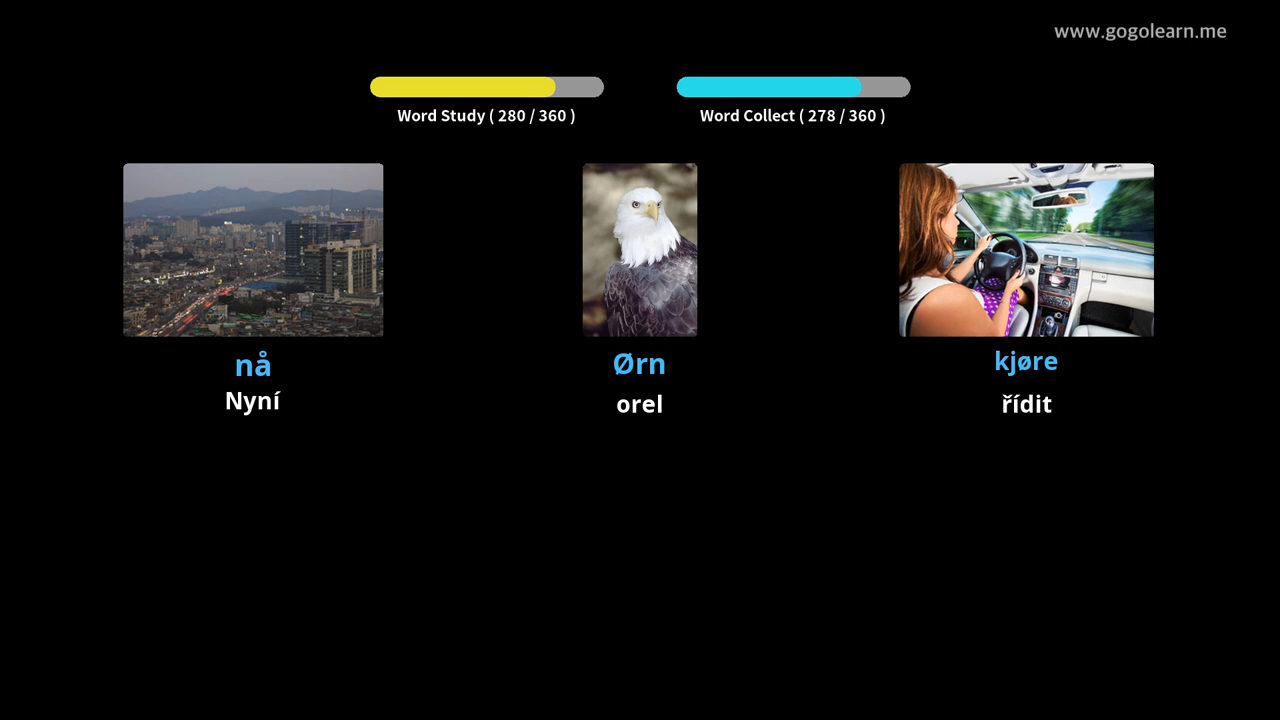 www.gogolearn.me
Word Study ( 280 / 360 )
Word Collect ( 278 / 360 )
nå
Nyní
Ørn
orel
kjøre
řídit